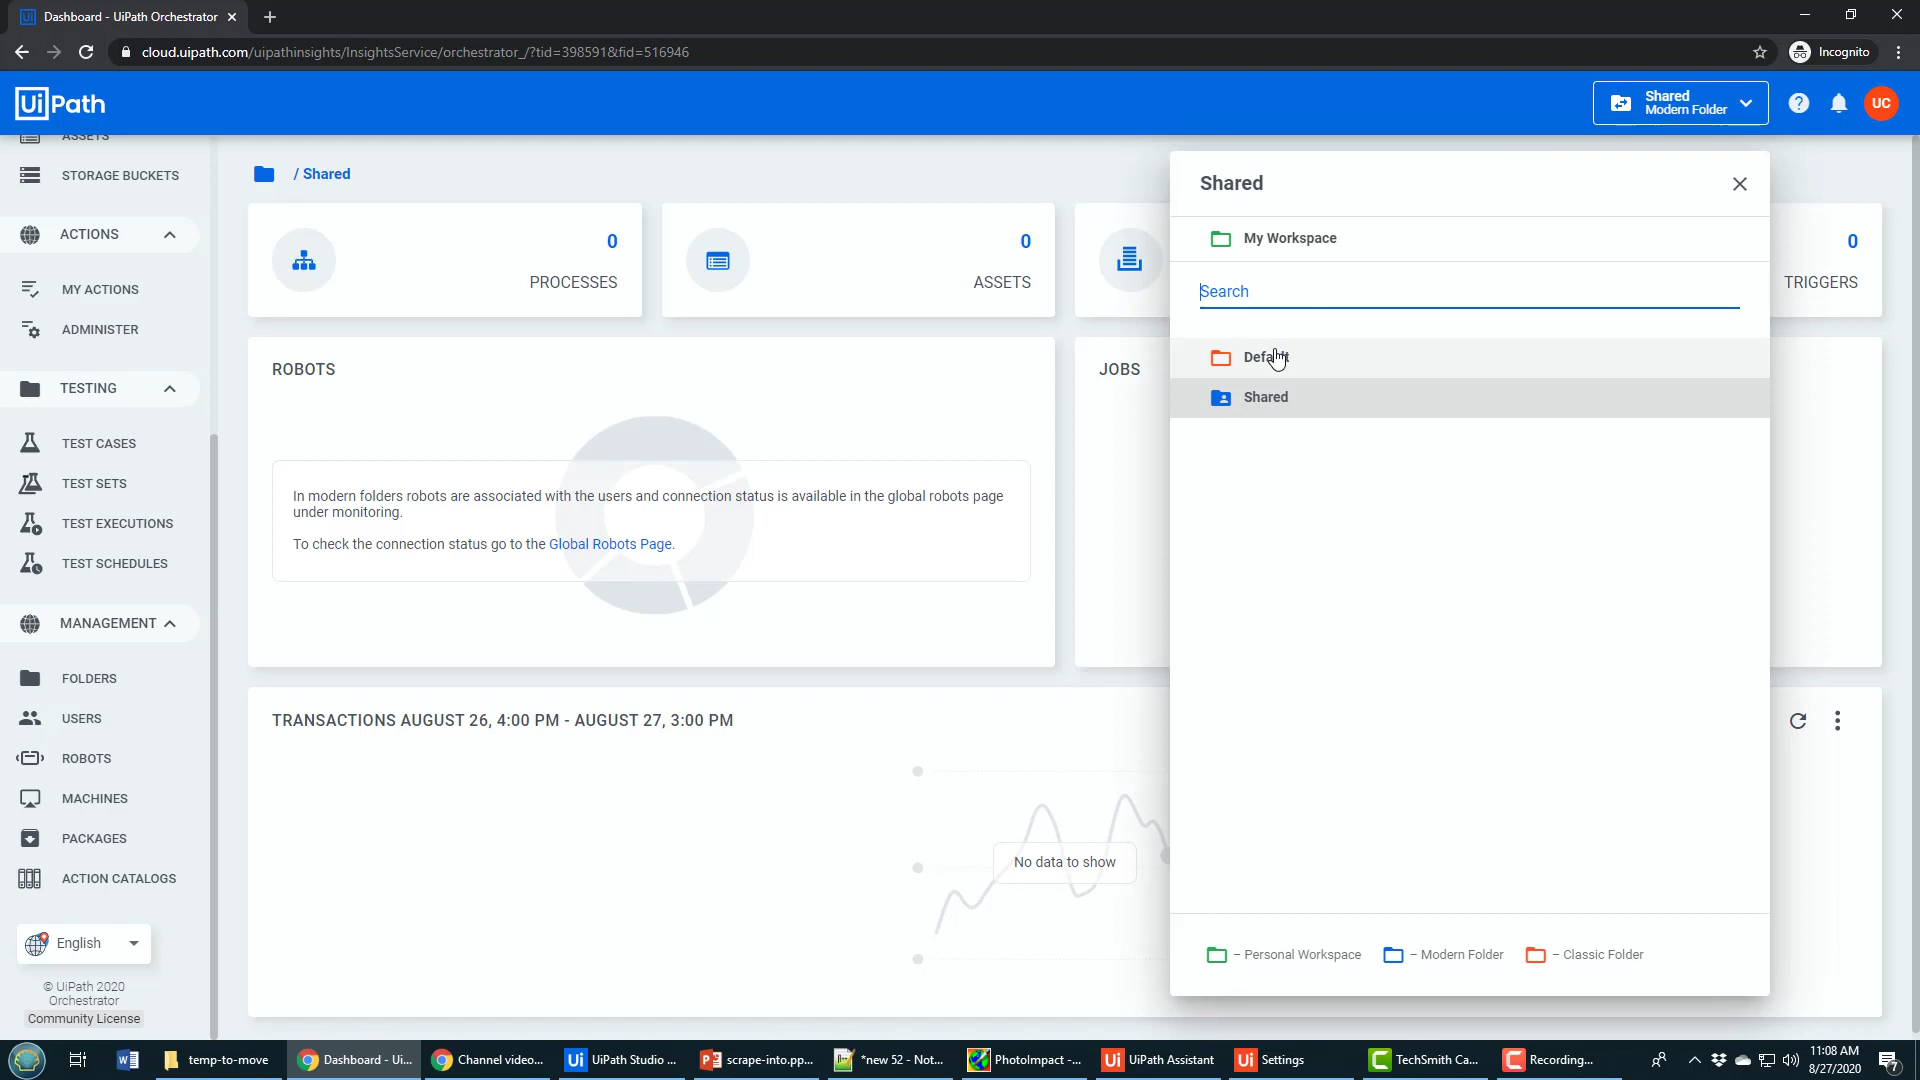 Dashboard - UiPath Orchestrator
cloud.uipath.com/uipathinsights/InsightsService/orchestrator_/?tid=398591&fid=516946
Incognito
UiPath
Shared
Modern Folder
UC
ASSETS
STORAGE BUCKETS
ACTIONS
MY ACTIONS
ADMINISTER
TESTING
TEST CASES
TEST SETS
TEST EXECUTIONS
TEST SCHEDULES
MANAGEMENT
FOLDERS
USERS
ROBOTS
MACHINES
PACKAGES
ACTION CATALOGS
English
© UiPath 2020
Orchestrator
Community License
/ Shared
0
PROCESSES
0
ASSETS
0
TRIGGERS
ROBOTS
In modern folders robots are associated with the users and connection status is available in the global robots page
under monitoring.
To check the connection status go to the Global Robots Page.
JOBS
TRANSACTIONS AUGUST 26, 4:00 PM - AUGUST 27, 3:00 PM
No data to show
Shared
My Workspace
Search
Default
Shared
– Personal Workspace
– Modern Folder
– Classic Folder
temp-to-move
Dashboard - Ui...
Channel video...
UiPath Studio ...
scrape-into.pp...
*new 52 - Not...
PhotoImpact -...
UiPath Assistant
Settings
TechSmith Ca...
Recording...
11:08 AM
8/27/2020
7